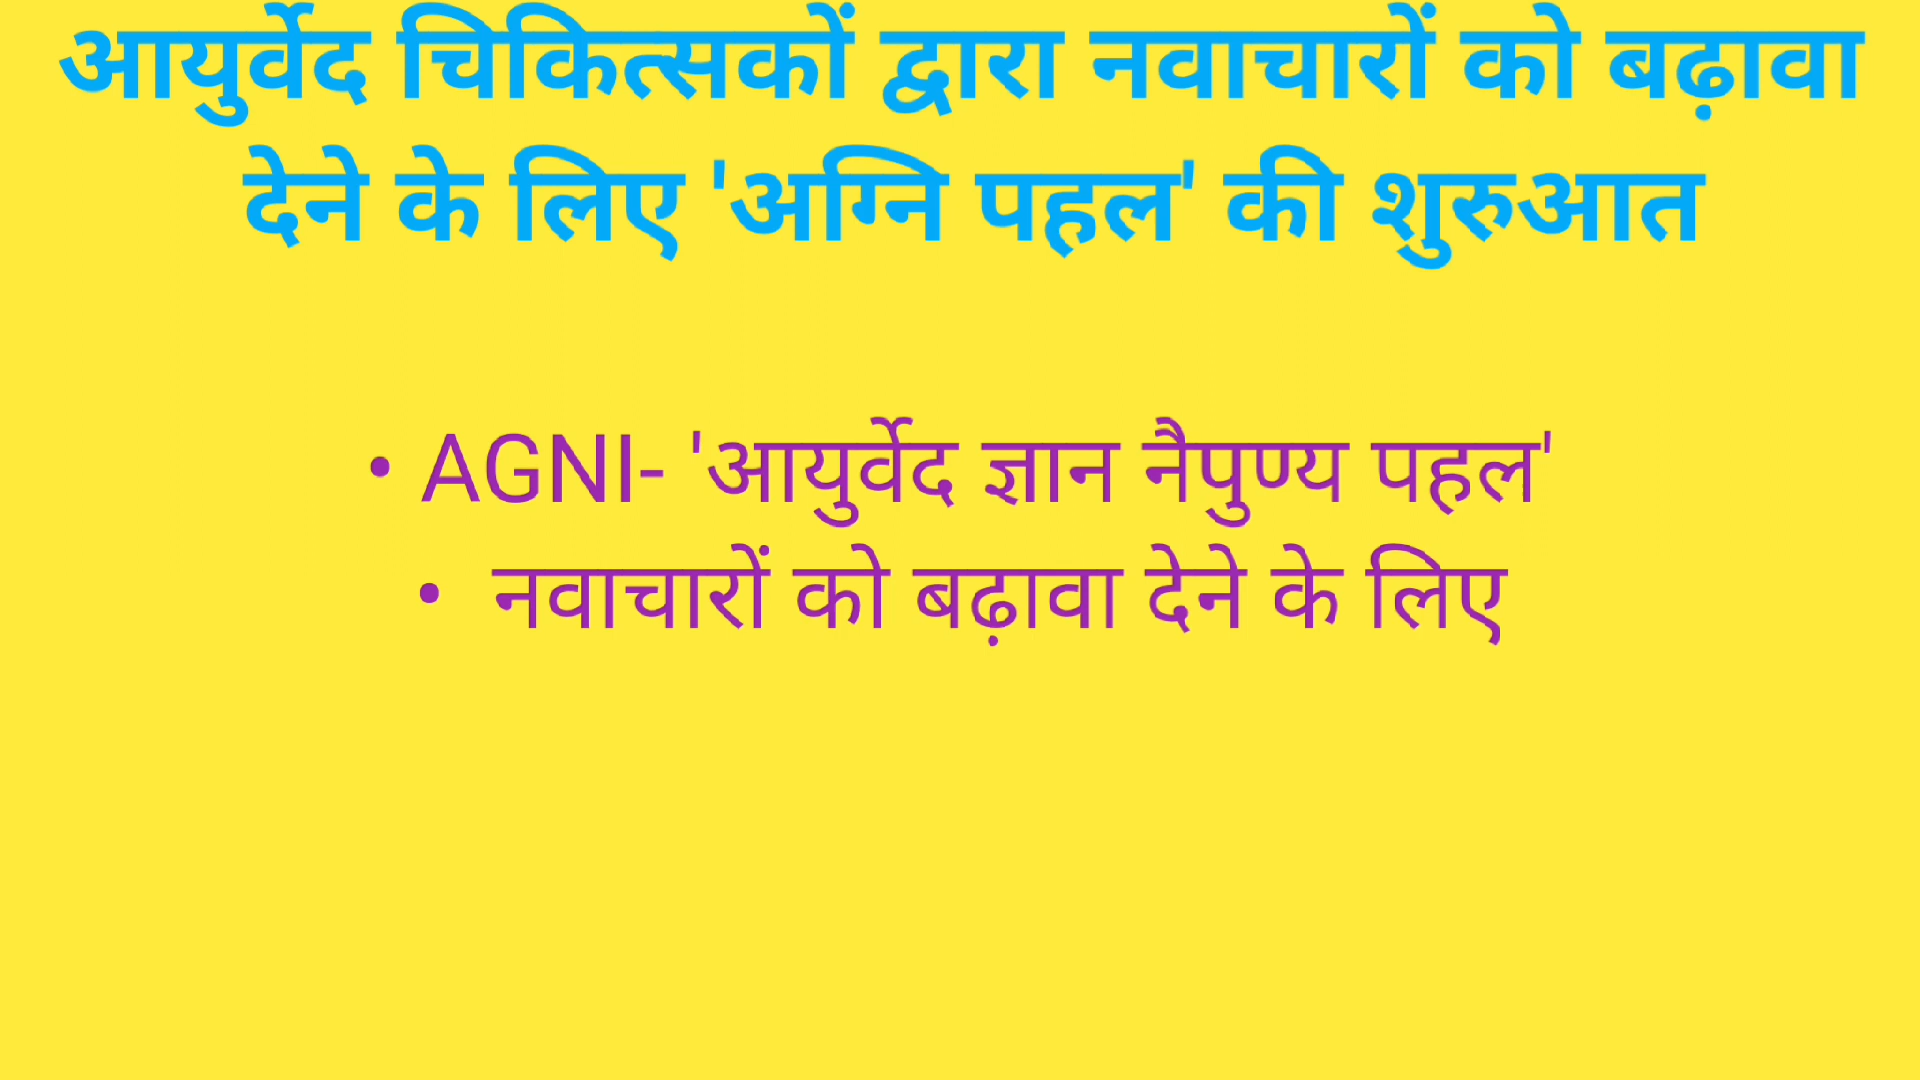 आयुर्वेद चिकित्सकों द्वारा नवाचारों को बढ़ावा
देने के लिए 'अग्नि पहल' की शुरुआत
• AGNI- 'आयुर्वेद ज्ञान नैपुण्य पहल'
• नवाचारों को बढ़ावा देने के लिए